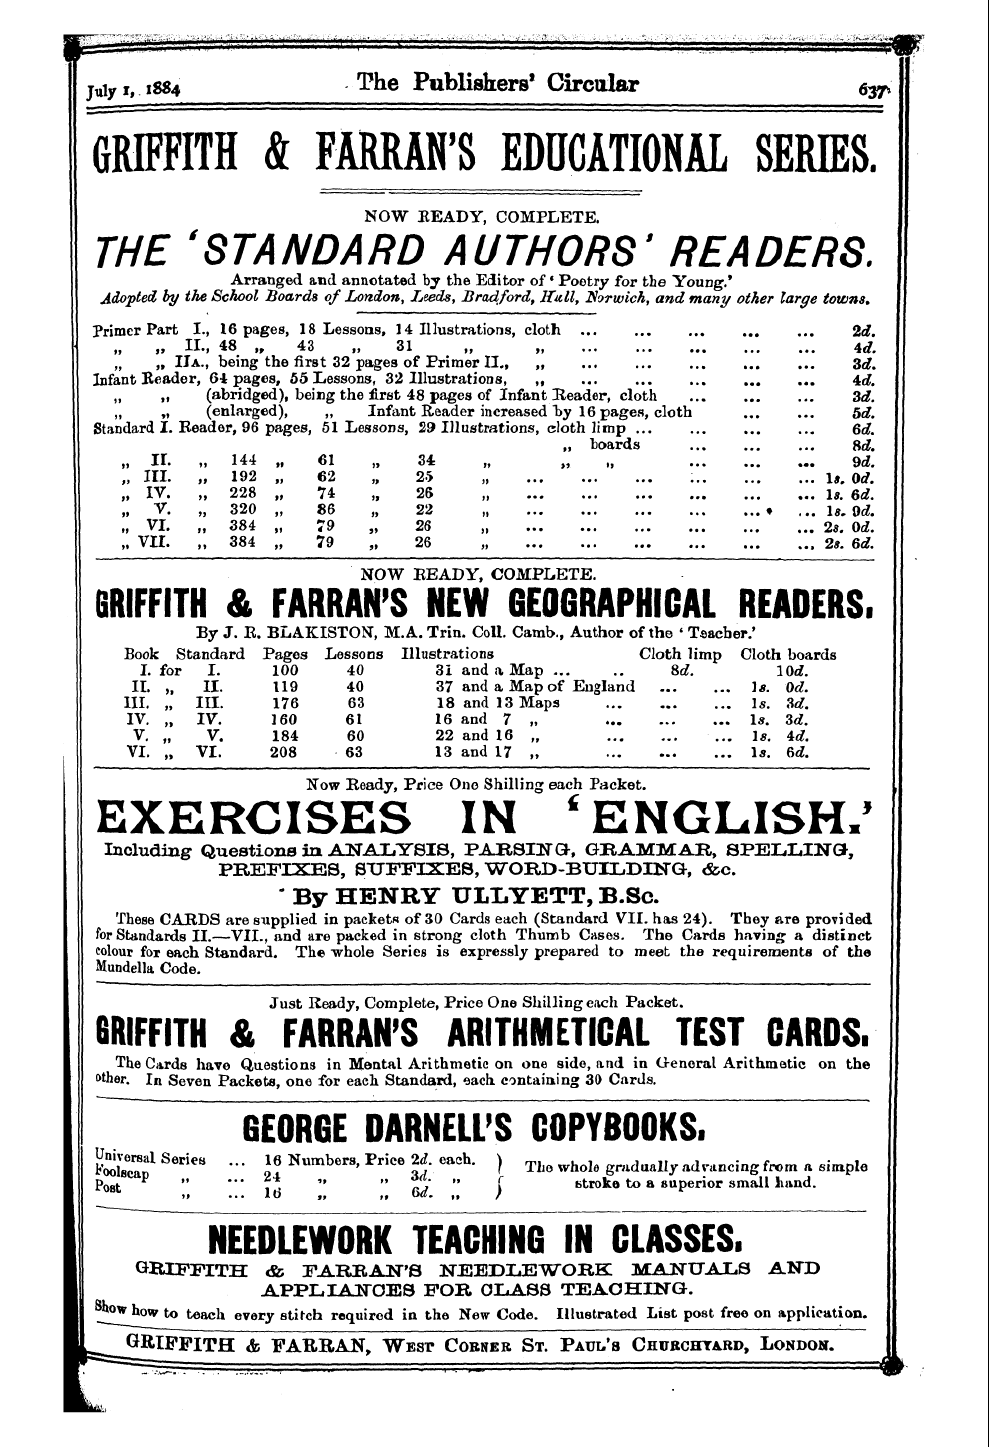 July 1, 1884 The Publishers' Circular 637
GRIFFITH & FARRAN'S EDUCATIONAL SERIES.
NOW READY, COMPLETE.
THE 'STANDARD AUTHORS' READERS.
Arranged and annotated by the Editor of 'Poetry for the Young.'
Adopted by the School Boards of London, Leeds, Bradford, Hull, Norwich, and many other large towns.
Primer Part I., 16 pages, 18 Lessons, 14 Illustrations, cloth ... ... ... ... ... 2d.
„ „ II., 48 „ 43 „ 31 „ „ ... ... ... ... ... 4d.
„ „ IIA., being the first 32 pages of Primer II., „ ... ... ... ... ... 3d.
Infant Reader, 64 pages, 55 Lessons, 32 Illustrations, „ ... ... ... ... ... 4d.
„ „ (abridged), being the first 48 pages of Infant Reader, cloth ... ... ... 3d.
„ „ (enlarged), „ Infant Reader increased by 16 pages, cloth ... ... 5d.
Standard I. Reader, 96 pages, 51 Lessons, 29 Illustrations, cloth limp ... ... ... ... 6d.
„ boards ... ... ... 8d.
„ II. „ 144 „ 61 „ 34 „ „ „ ... ... ... 9d.
„ III. „ 192 „ 62 „ 25 „ ... ... ... ... ... ... 1s. 0d.
„ IV. „ 228 „ 74 „ 26 „ ... ... ... ... ... ... 1s. 6d.
„ V. „ 320 „ 86 „ 22 „ ... ... ... ... ... ... 1s. 9d.
„ VI. „ 384 „ 79 „ 26 „ ... ... ... ... ... ... 2s. 0d.
„ VII. „ 384 „ 79 „ 26 „ ... ... ... ... ... ... 2s. 6d.
NOW READY, COMPLETE.
GRIFFITH & FARRAN'S NEW GEOGRAPHICAL READERS.
By J. R. BLAKISTON, M.A. Trin. Coll. Camb., Author of the 'Teacher.'
Book Standard Pages Lessons Illustrations Cloth limp Cloth boards
I. for I. 100 40 31 and a Map ... .. 8d. 10d.
II. „ II. 119 40 37 and a Map of England ... ... 1s. 0d.
III. „ III. 176 63 18 and 13 Maps ... ... ... 1s. 3d.
IV. „ IV. 160 61 16 and 7 „ ... ... ... 1s. 3d.
V. „ V. 184 60 22 and 16 „ ... ... ... 1s. 4d.
VI. „ VI. 208 63 13 and 17 „ ... ... ... 1s. 6d.
Now Ready, Price One Shilling each Packet.
EXERCISES IN 'ENGLISH.'
Including Questions in ANALYSIS, PARSING, GRAMMAR, SPELLING,
PREFIXES, SUFFIXES, WORD-BUILDING, &c.
By HENRY ULLYETT, B.Sc.
These CARDS are supplied in packets of 30 Cards each (Standard VII. has 24). They are provided
for Standards II.—VII., and are packed in strong cloth Thumb Cases. The Cards having a distinct
colour for each Standard. The whole Series is expressly prepared to meet the requirements of the
Mundella Code.
Just Ready, Complete, Price One Shilling each Packet.
GRIFFITH & FARRAN'S ARITHMETICAL TEST CARDS.
The Cards have Questions in Mental Arithmetic on one side, and in General Arithmetic on the
other. In Seven Packets, one for each Standard, each containing 30 Cards.
GEORGE DARNELL'S COPYBOOKS.
Universal Series ... 16 Numbers, Price 2d. each.
Foolscap „ ... 24 „ „ 3d. „
Post „ ... 16 „ „ 6d. „
The whole gradually advancing from a simple
stroke to a superior small hand.
NEEDLEWORK TEACHING IN CLASSES.
GRIFFITH & FARRAN'S NEEDLEWORK MANUALS AND
APPLIANCES FOR CLASS TEACHING.
Show how to teach every stitch required in the New Code. Illustrated List post free on application.
GRIFFITH & FARRAN, WEST CORNER ST. PAUL'S CHURCHYARD, LONDON.